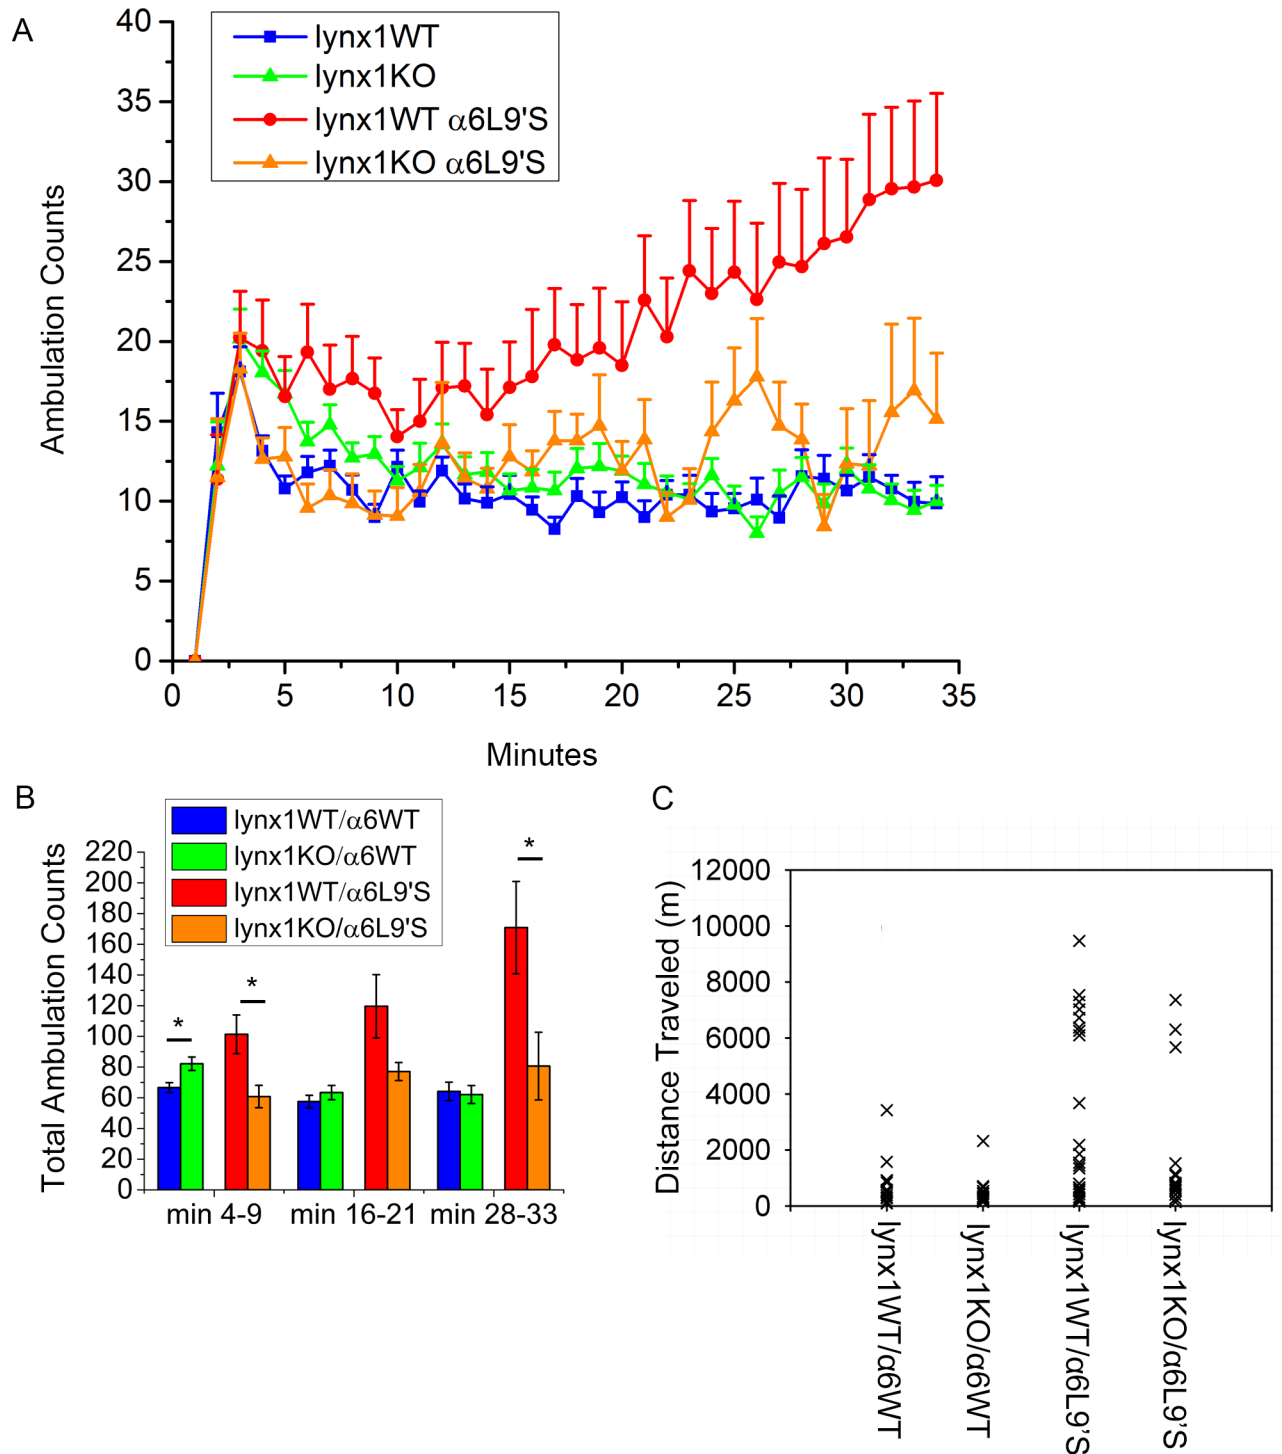 A
lynx1WT
lynx1KO
lynx1WT α6L9'S
lynx1KO α6L9'S
Ambulation Counts
40
35
30
25
20
15
10
5
0
0 5 10 15 20 25 30 35
Minutes
B
lynx1WT/α6WT
lynx1KO/α6WT
lynx1WT/α6L9'S
lynx1KO/α6L9'S
Total Ambulation Counts
220
200
180
160
140
120
100
80
60
40
20
0
* * *
min 4-9 min 16-21 min 28-33
C
Distance Traveled (m)
12000
10000
8000
6000
4000
2000
0
lynx1WT/α6WT
lynx1KO/α6WT
lynx1WT/α6L9'S
lynx1KO/α6L9'S